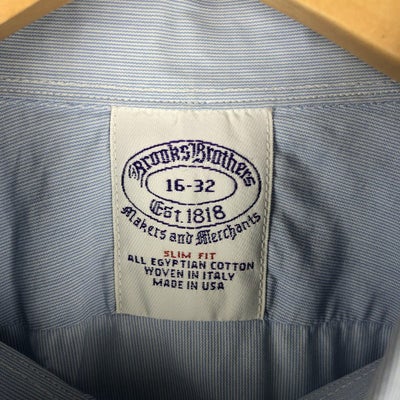 Brooks Brothers
16-32
Est. 1818
Makers and Merchants
SLIM FIT
ALL EGYPTIAN COTTON
WOVEN IN ITALY
MADE IN USA